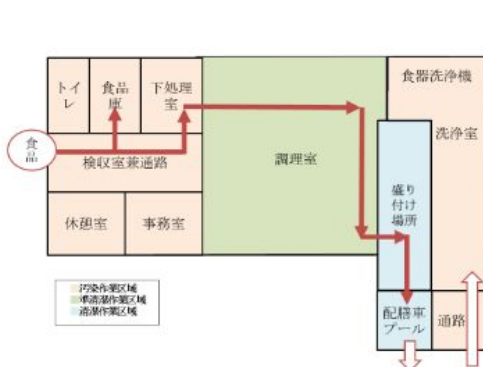 トイ
レ
食品
庫
下処理
室
食器洗浄機
食
品
検収室兼通路
調理室
洗浄室
盛り
付け
場所
休憩室
事務室
汚染作業区域
準清潔作業区域
清潔作業区域
配膳車
プール
通路